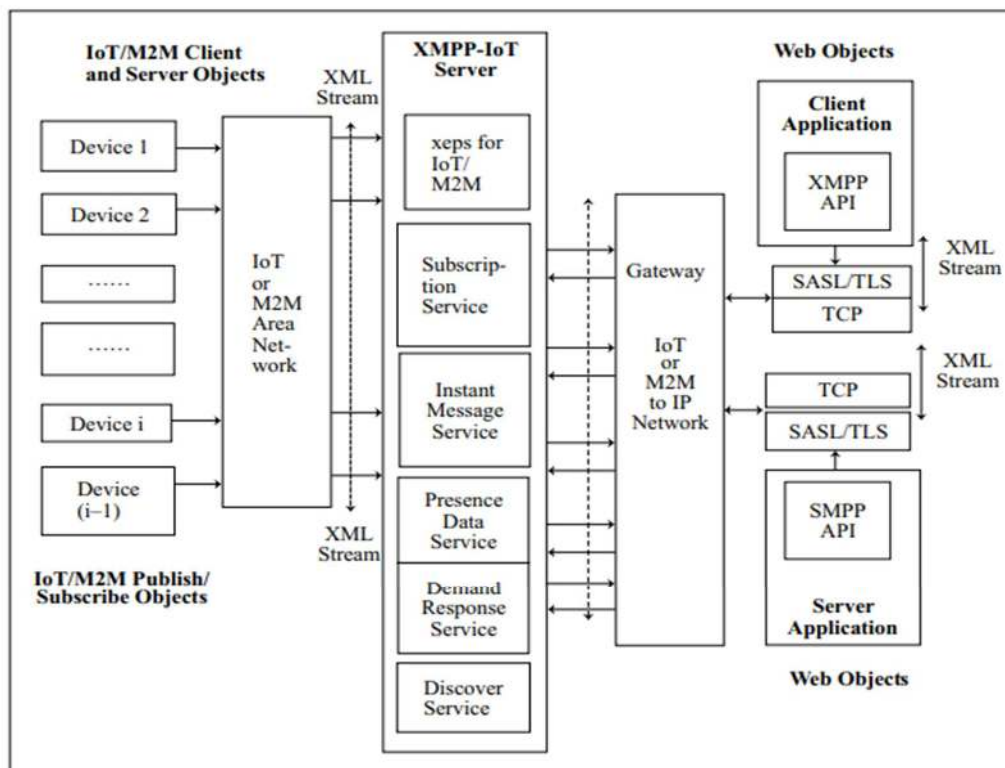 IoT/M2M Client
and Server Objects
Device 1
Device 2
......
......
Device i
Device
(i–1)
IoT/M2M Publish/
Subscribe Objects
IoT
or
M2M
Area
Net-
work
XML
Stream
XML
Stream
XMPP-IoT
Server
xeps for
IoT/
M2M
Subscrip-
tion
Service
Instant
Message
Service
Presence
Data
Service
Demand
Response
Service
Discover
Service
Gateway
IoT
or
M2M
to IP
Network
Web Objects
Client
Application
XMPP
API
SASL/TLS
TCP
XML
Stream
XML
Stream
TCP
SASL/TLS
SMPP
API
Server
Application
Web Objects